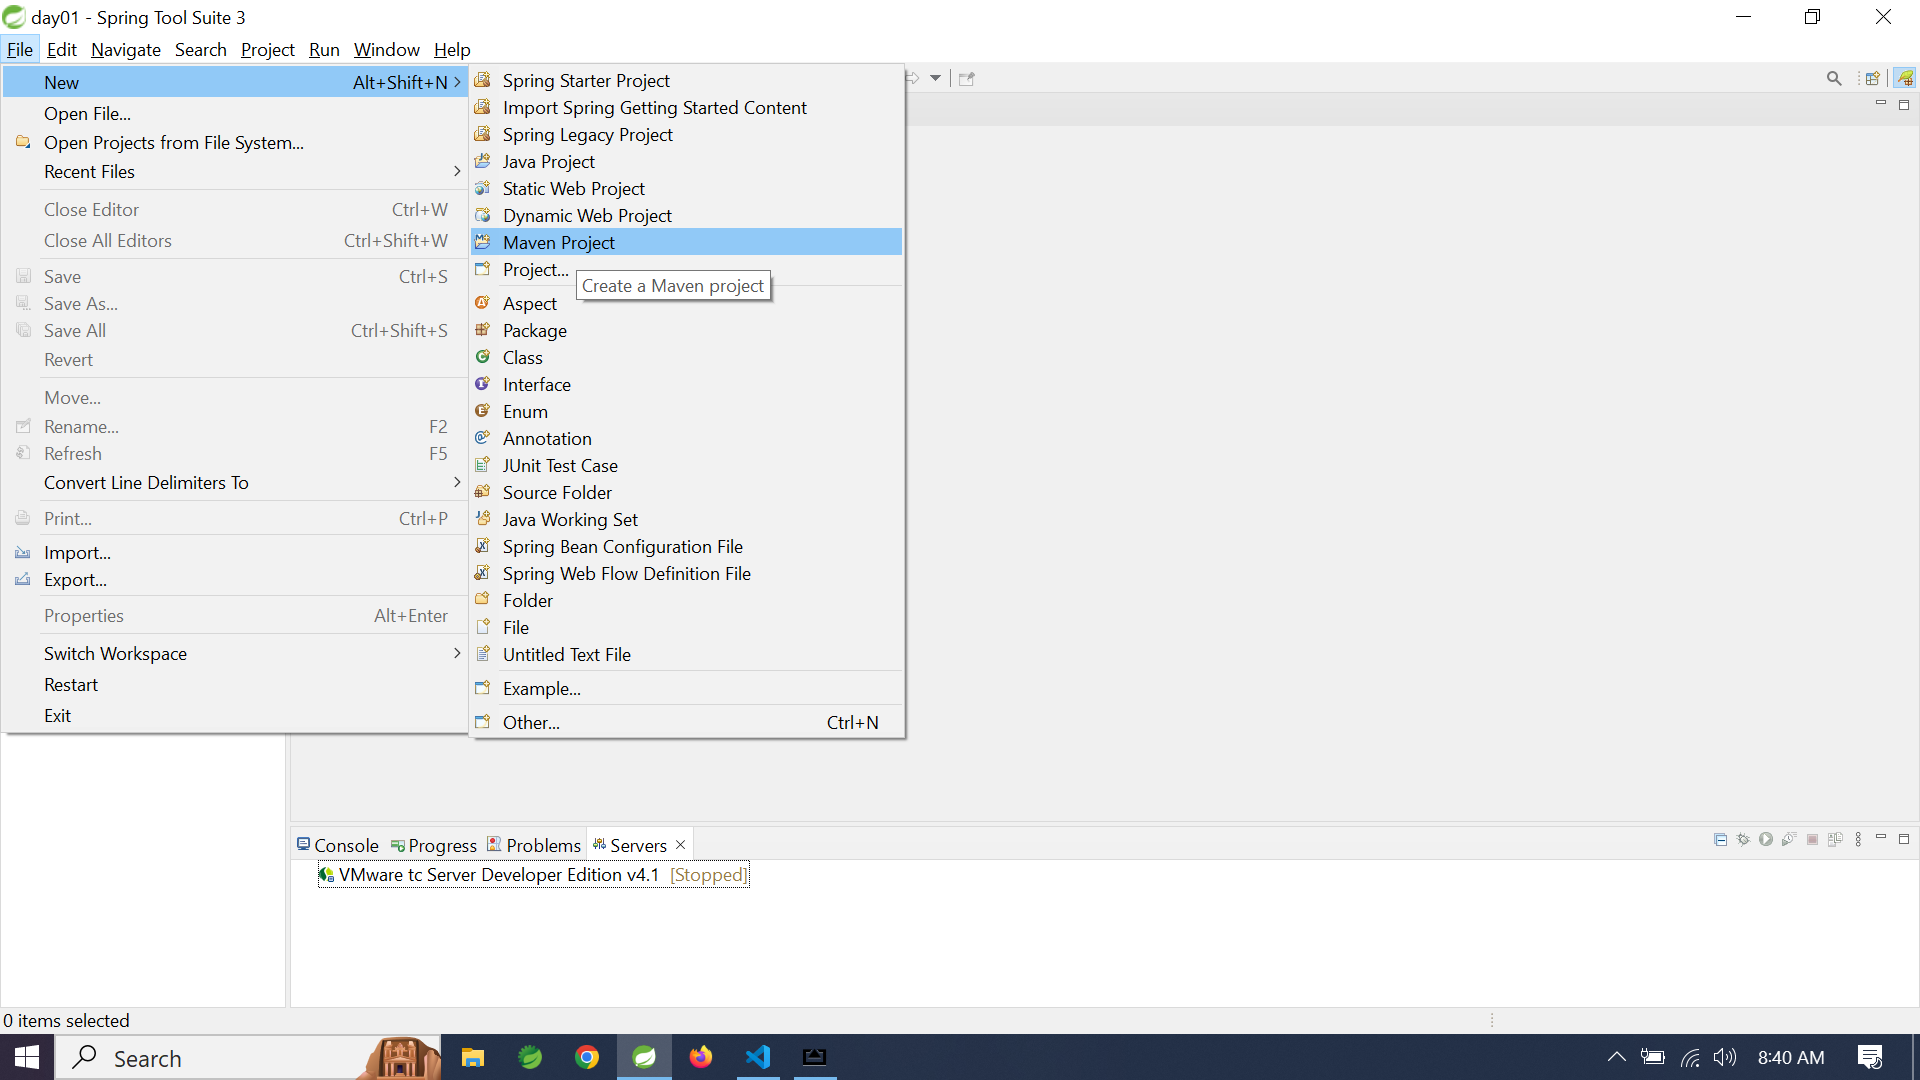 day01 - Spring Tool Suite 3
File Edit Navigate Search Project Run Window Help
New Alt+Shift+N
Open File...
Open Projects from File System...
Recent Files
Close Editor Ctrl+W
Close All Editors Ctrl+Shift+W
Save Ctrl+S
Save As...
Save All Ctrl+Shift+S
Revert
Move...
Rename... F2
Refresh F5
Convert Line Delimiters To
Print... Ctrl+P
Import...
Export...
Properties Alt+Enter
Switch Workspace
Restart
Exit
Spring Starter Project
Import Spring Getting Started Content
Spring Legacy Project
Java Project
Static Web Project
Dynamic Web Project
Maven Project
Project...
Create a Maven project
Aspect
Package
Class
Interface
Enum
Annotation
JUnit Test Case
Source Folder
Java Working Set
Spring Bean Configuration File
Spring Web Flow Definition File
Folder
File
Untitled Text File
Example...
Other... Ctrl+N
Console Progress Problems Servers
VMware tc Server Developer Edition v4.1 [Stopped]
0 items selected
Search
8:40 AM